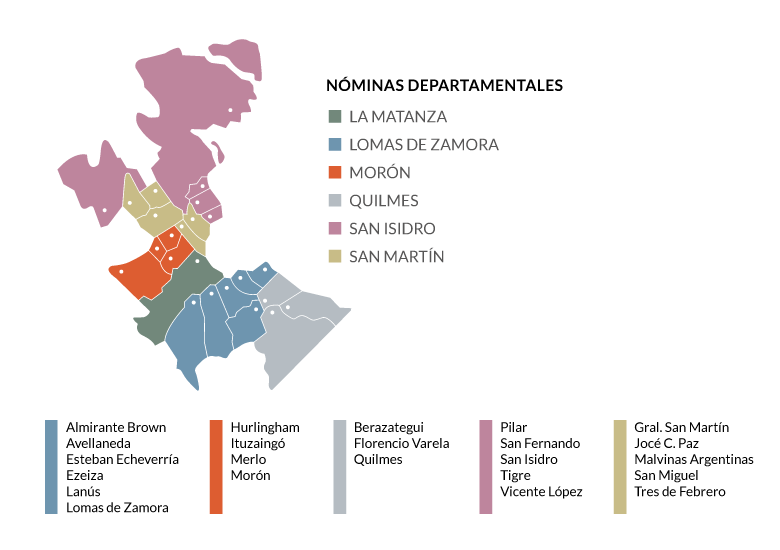 NÓMINAS DEPARTAMENTALES
LA MATANZA
LOMAS DE ZAMORA
MORÓN
QUILMES
SAN ISIDRO
SAN MARTÍN
Almirante Brown
Avellaneda
Esteban Echeverría
Ezeiza
Lanús
Lomas de Zamora
Hurlingham
Ituzaingó
Merlo
Morón
Berazategui
Florencio Varela
Quilmes
Pilar
San Fernando
San Isidro
Tigre
Vicente López
Gral. San Martín
Jocé C. Paz
Malvinas Argentinas
San Miguel
Tres de Febrero